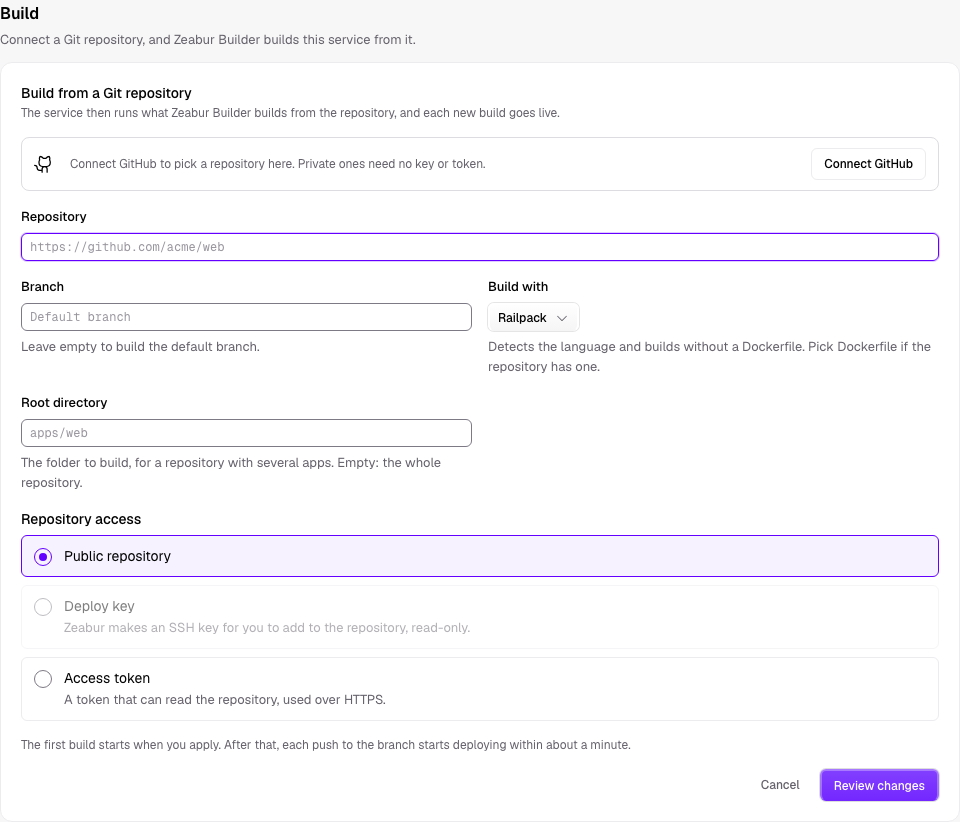 Build
Connect a Git repository, and Zeabur Builder builds this service from it.
Build from a Git repository
The service then runs what Zeabur Builder builds from the repository, and each new build goes live.
Connect GitHub to pick a repository here. Private ones need no key or token.
Connect GitHub
Repository
https://github.com/acme/web
Branch
Build with
Default branch
Railpack
Leave empty to build the default branch.
Detects the language and builds without a Dockerfile. Pick Dockerfile if the
repository has one.
Root directory
apps/web
The folder to build, for a repository with several apps. Empty: the whole
repository.
Repository access
Public repository
Deploy key
Zeabur makes an SSH key for you to add to the repository, read-only.
Access token
A token that can read the repository, used over HTTPS.
The first build starts when you apply. After that, each push to the branch starts deploying within about a minute.
Cancel
Review changes